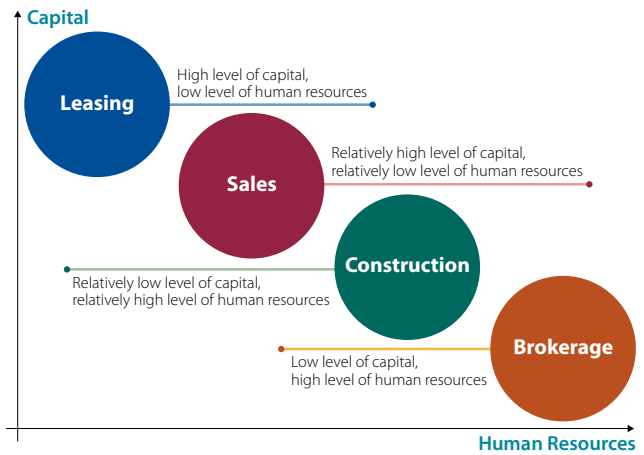 Capital
Leasing
High level of capital,
low level of human resources
Sales
Relatively high level of capital,
relatively low level of human resources
Construction
Relatively low level of capital,
relatively high level of human resources
Brokerage
Low level of capital,
high level of human resources
Human Resources